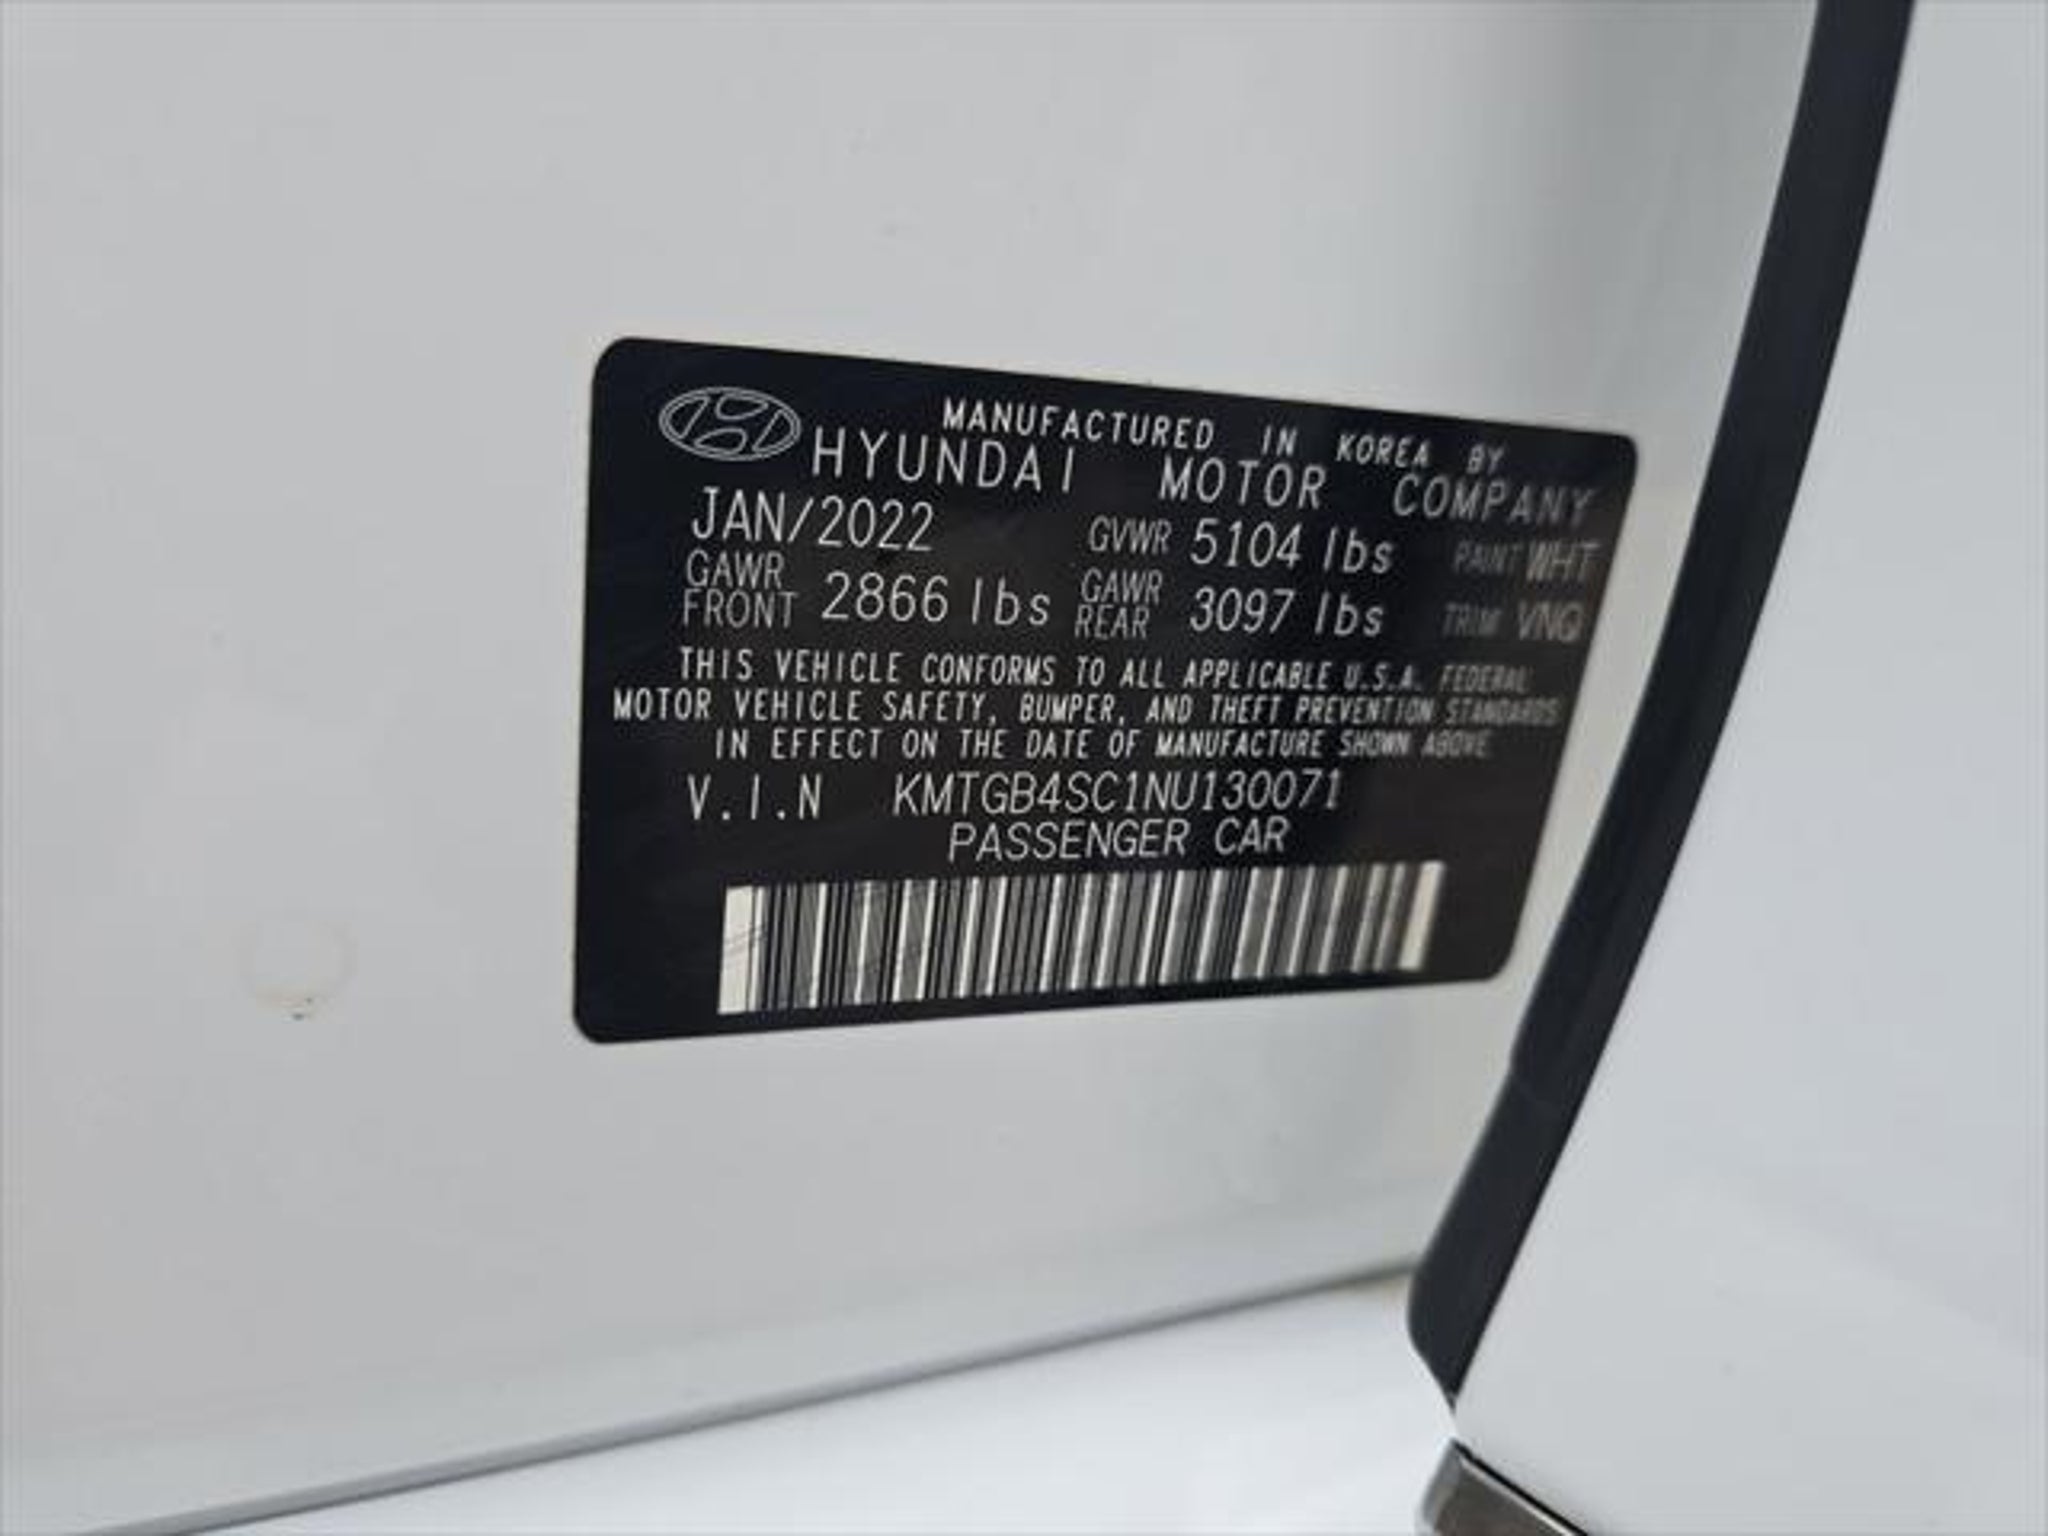 MANUFACTURED IN KOREA BY
HYUNDAI MOTOR COMPANY
JAN/2022 GVWR 5104 lbs PAINT WHT
GAWR FRONT 2866 lbs GAWR REAR 3097 lbs TRIM VNQ
THIS VEHICLE CONFORMS TO ALL APPLICABLE U.S.A. FEDERAL
MOTOR VEHICLE SAFETY, BUMPER, AND THEFT PREVENTION STANDARDS
IN EFFECT ON THE DATE OF MANUFACTURE SHOWN ABOVE.
V.I.N KMTGB4SC1NU130071
PASSENGER CAR